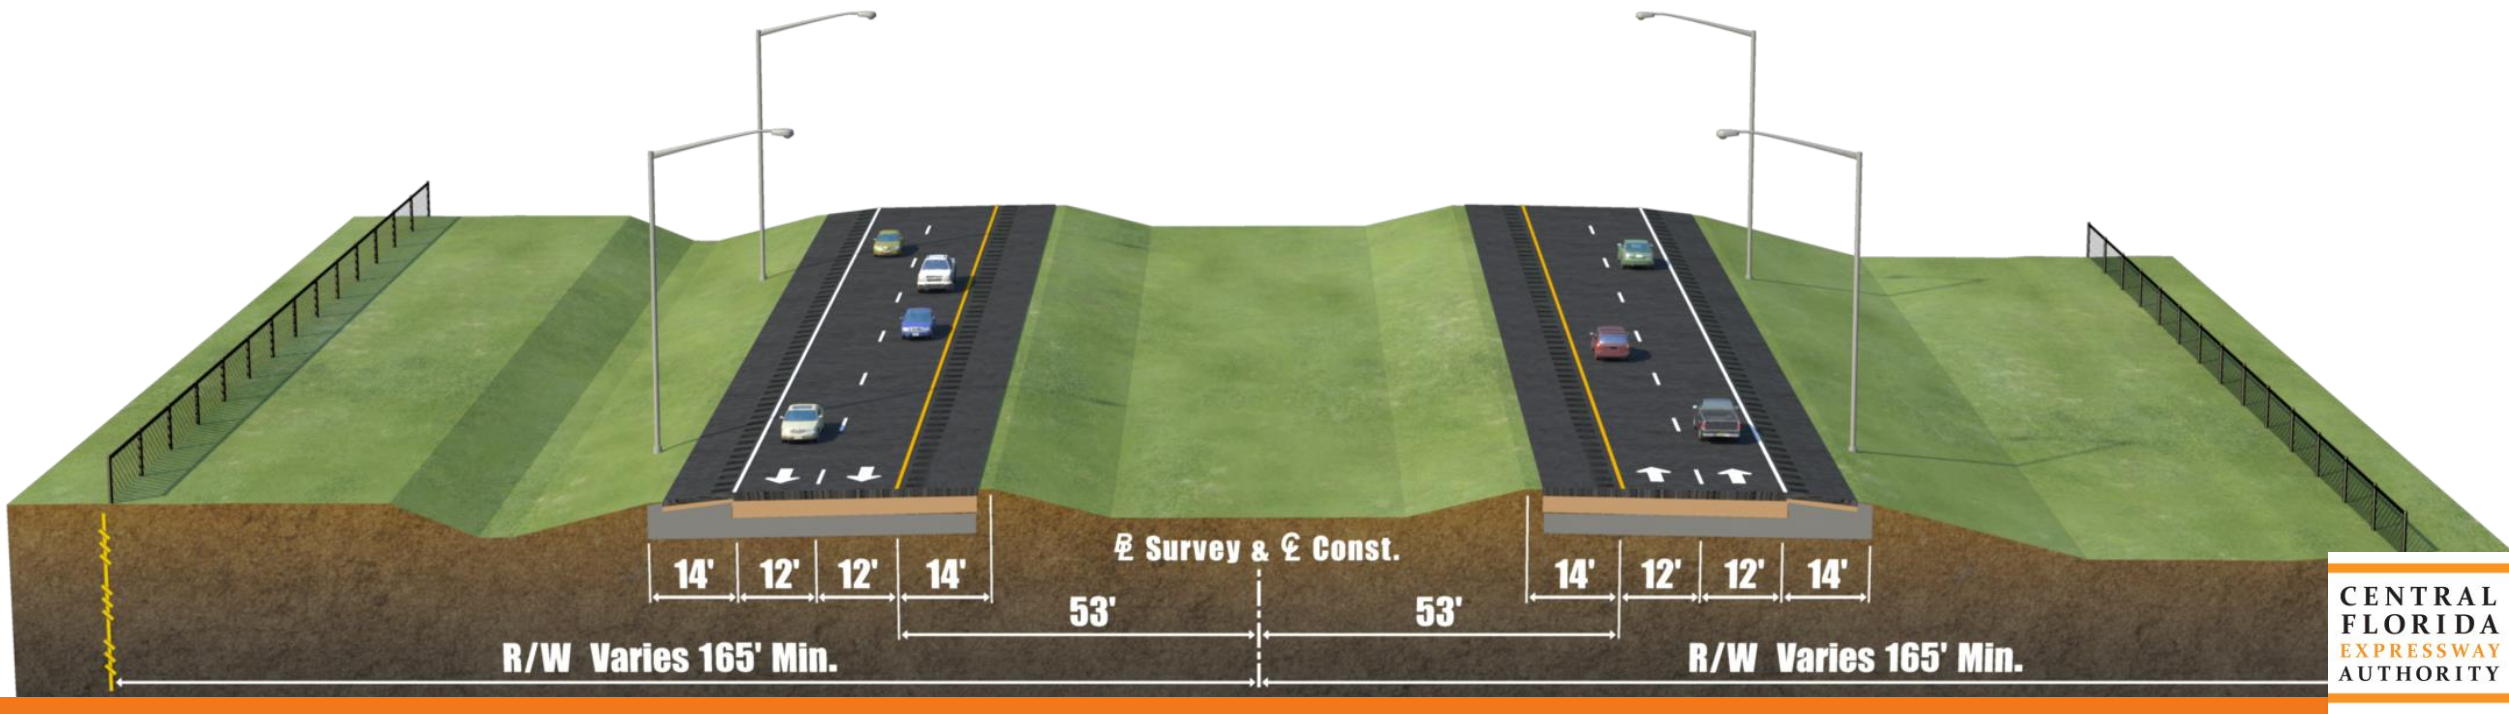 ℄ Survey & ℄ Const.
14' 12' 12' 14' 14' 12' 12' 14'
53' 53'
R/W Varies 165' Min. R/W Varies 165' Min.
CENTRAL
FLORIDA
EXPRESSWAY
AUTHORITY